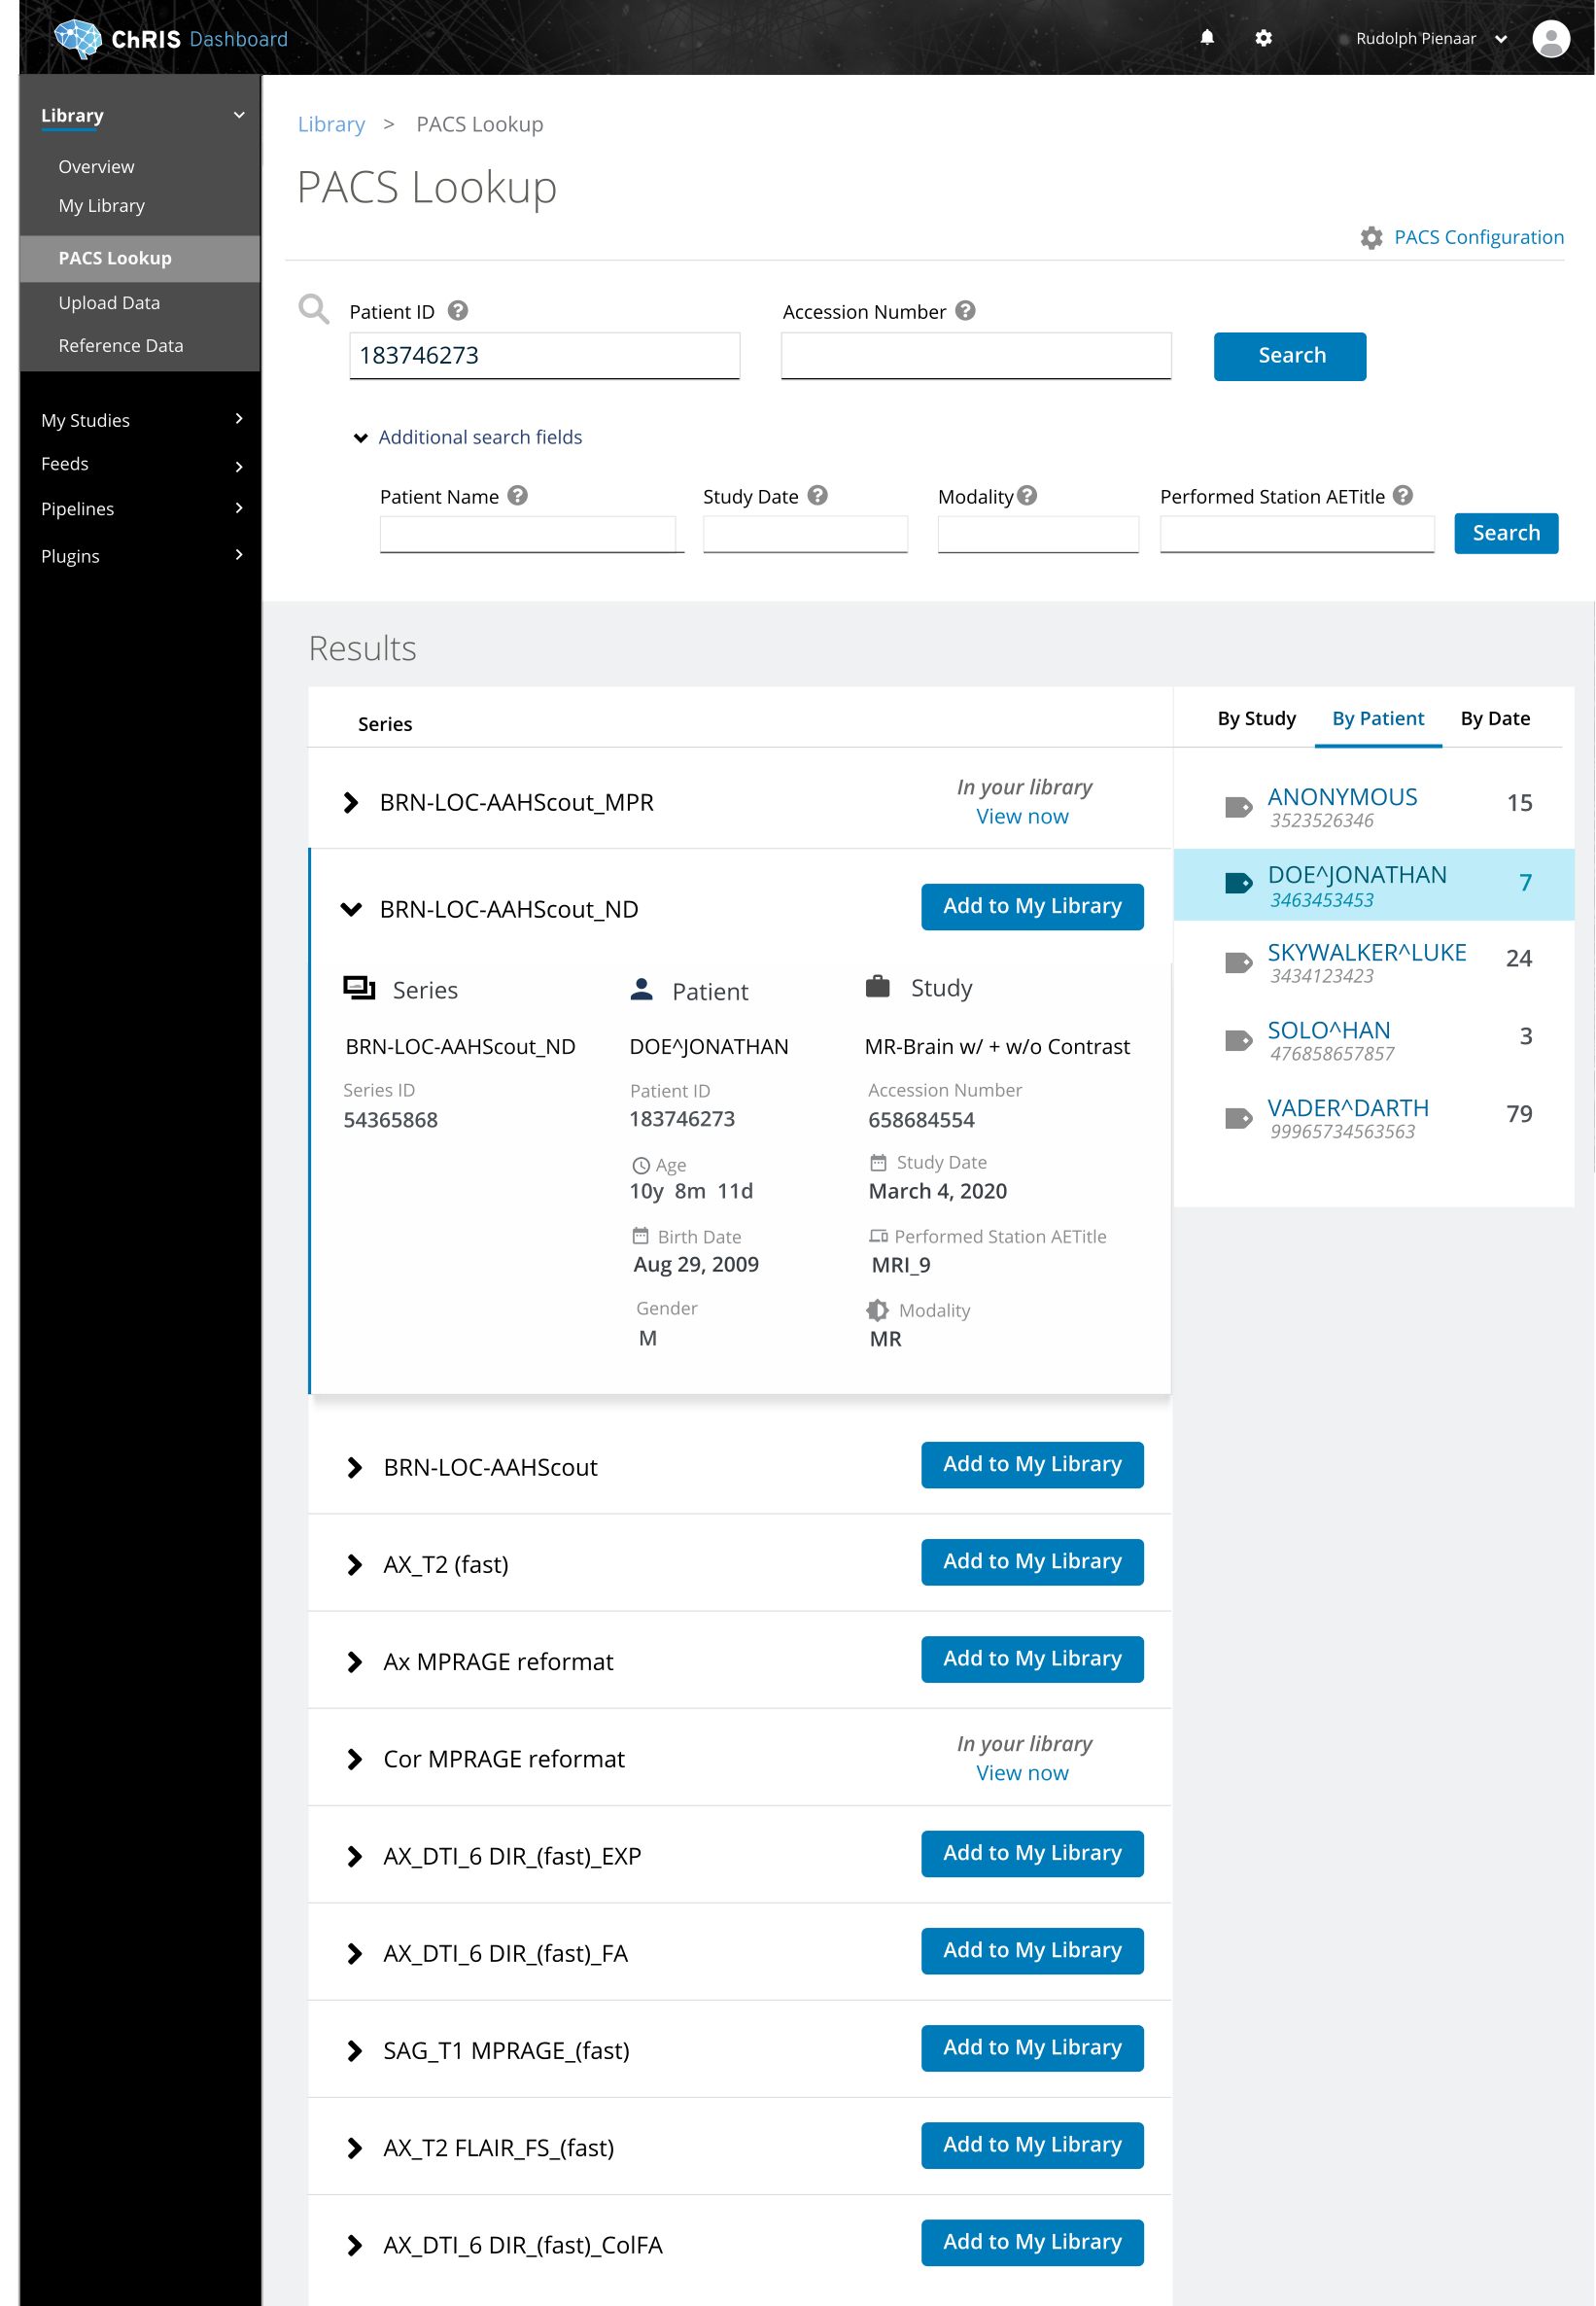 ChRIS Dashboard
Rudolph Pienaar
Library
Overview
My Library
PACS Lookup
Upload Data
Reference Data
My Studies
Feeds
Pipelines
Plugins
Library > PACS Lookup
PACS Lookup
PACS Configuration
Patient ID
Accession Number
183746273
Search
Additional search fields
Patient Name
Study Date
Modality
Performed Station AETitle
Search
Results
Series
BRN-LOC-AAHScout_MPR
In your library
View now
BRN-LOC-AAHScout_ND
Add to My Library
Series
BRN-LOC-AAHScout_ND
Series ID
54365868
Patient
DOE^JONATHAN
Patient ID
183746273
Age
10y 8m 11d
Birth Date
Aug 29, 2009
Gender
M
Study
MR-Brain w/ + w/o Contrast
Accession Number
658684554
Study Date
March 4, 2020
Performed Station AETitle
MRI_9
Modality
MR
BRN-LOC-AAHScout
Add to My Library
AX_T2 (fast)
Add to My Library
Ax MPRAGE reformat
Add to My Library
Cor MPRAGE reformat
In your library
View now
AX_DTI_6 DIR_(fast)_EXP
Add to My Library
AX_DTI_6 DIR_(fast)_FA
Add to My Library
SAG_T1 MPRAGE_(fast)
Add to My Library
AX_T2 FLAIR_FS_(fast)
Add to My Library
AX_DTI_6 DIR_(fast)_ColFA
Add to My Library
By Study By Patient By Date
ANONYMOUS 15
3523526346
DOE^JONATHAN 7
3463453453
SKYWALKER^LUKE 24
3434123423
SOLO^HAN 3
476858657857
VADER^DARTH 79
99965734563563